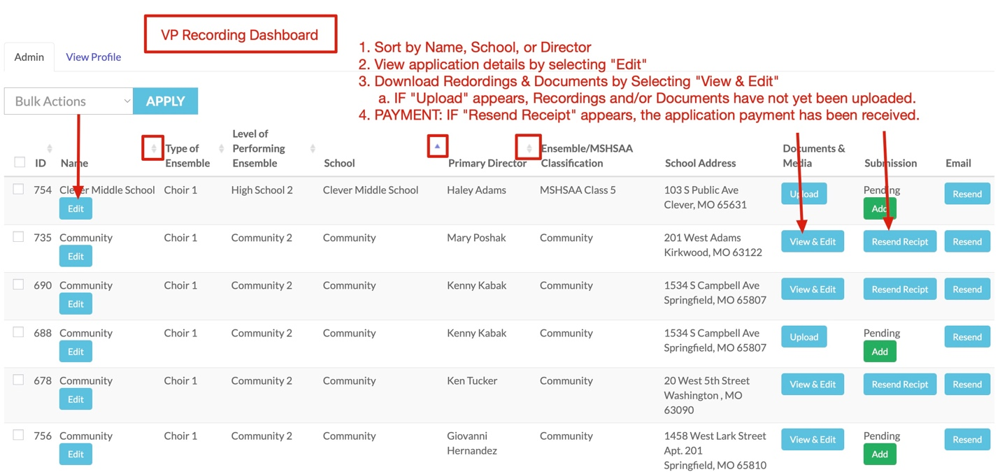 VP Recording Dashboard
Admin
View Profile
1. Sort by Name, School, or Director
2. View application details by selecting "Edit"
3. Download Redordings & Documents by Selecting "View & Edit"
a. IF "Upload" appears, Recordings and/or Documents have not yet been uploaded.
4. PAYMENT: IF "Resend Receipt" appears, the application payment has been received.
Bulk Actions
APPLY
ID
Name
Type of
Ensemble
Level of
Performing
Ensemble
School
Primary Director
Ensemble/MSHSAA
Classification
School Address
Documents &
Media
Submission
Email
754
Clever Middle School
Edit
Choir 1
High School 2
Clever Middle School
Haley Adams
MSHSAA Class 5
103 S Public Ave
Clever, MO 65631
Upload
Pending
Add
Resend
735
Community
Edit
Choir 1
Community 2
Community
Mary Poshak
Community
201 West Adams
Kirkwood, MO 63122
View & Edit
Resend Recipt
Resend
690
Community
Edit
Choir 1
Community 2
Community
Kenny Kabak
Community
1534 S Campbell Ave
Springfield, MO 65807
View & Edit
Resend Recipt
Resend
688
Community
Edit
Choir 1
Community 2
Community
Kenny Kabak
Community
1534 S Campbell Ave
Springfield, MO 65807
Upload
Pending
Add
Resend
678
Community
Edit
Choir 1
Community 2
Community
Ken Tucker
Community
20 West 5th Street
Washington , MO
63090
View & Edit
Resend Recipt
Resend
756
Community
Edit
Choir 1
Community 2
Community
Giovanni
Hernandez
Community
1458 West Lark Street
Apt. 201
Springfield, MO 65810
View & Edit
Pending
Add
Resend